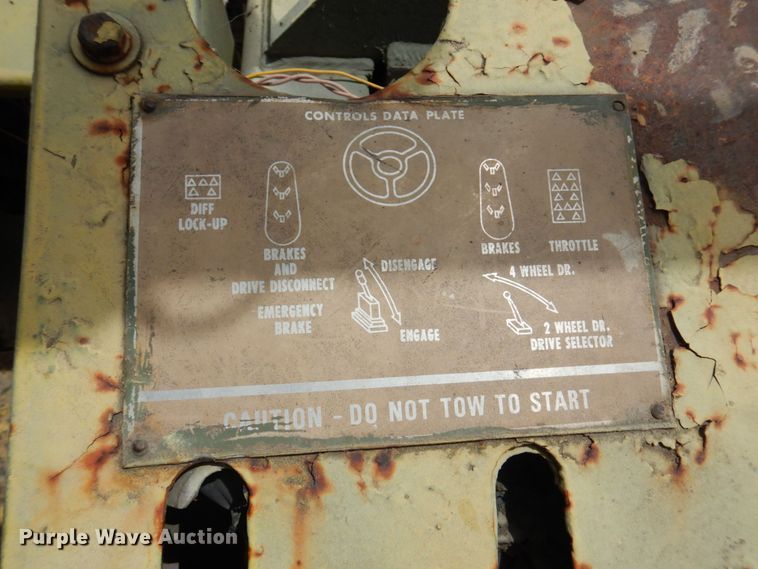 CONTROLS DATA PLATE
DIFF
LOCK-UP
BRAKES
AND
DRIVE DISCONNECT
BRAKES
THROTTLE
EMERGENCY
BRAKE
DISENGAGE
ENGAGE
4 WHEEL DR.
2 WHEEL DR.
DRIVE SELECTOR
CAUTION - DO NOT TOW TO START
Purple Wave Auction